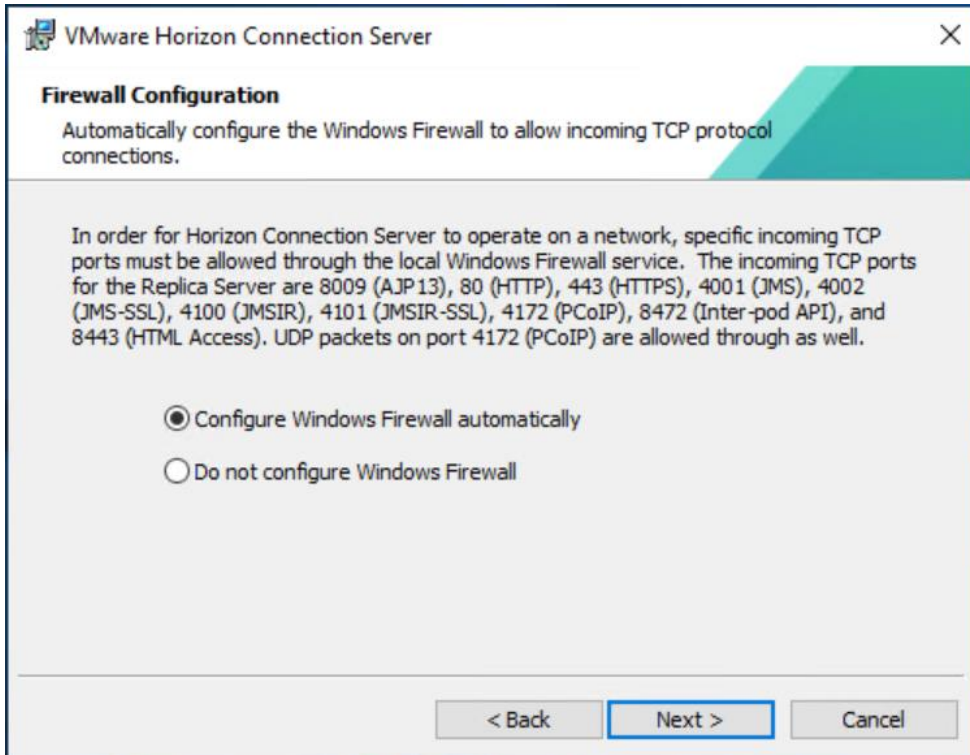 VMware Horizon Connection Server
Firewall Configuration
Automatically configure the Windows Firewall to allow incoming TCP protocol
connections.
In order for Horizon Connection Server to operate on a network, specific incoming TCP
ports must be allowed through the local Windows Firewall service.  The incoming TCP ports
for the Replica Server are 8009 (AJP13), 80 (HTTP), 443 (HTTPS), 4001 (JMS), 4002
(JMS-SSL), 4100 (JMSIR), 4101 (JMSIR-SSL), 4172 (PCoIP), 8472 (Inter-pod API), and
8443 (HTML Access). UDP packets on port 4172 (PCoIP) are allowed through as well.
Configure Windows Firewall automatically
Do not configure Windows Firewall
< Back
Next >
Cancel